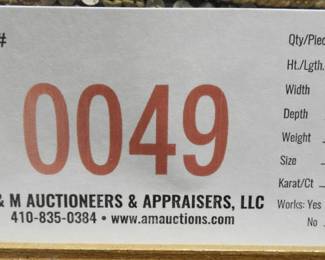 #
0049
& M AUCTIONEERS & APPRAISERS, LLC
410-835-0384 • www.amauctions.com
Qty/Piec
Ht./Lgth.
Width
Depth
Weight
Size
Karat/Ct
Works: Yes
No